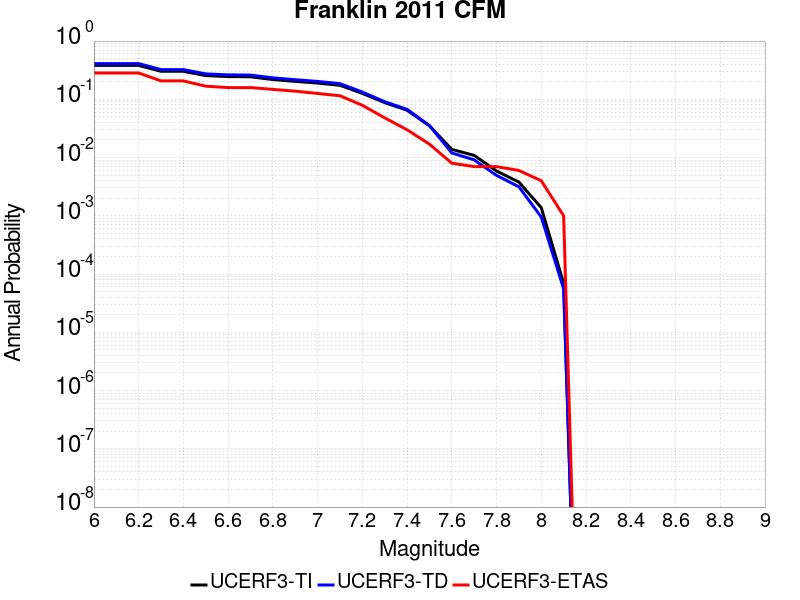 Franklin 2011 CFM
10^0
10^-1
10^-2
10^-3
10^-4
10^-5
10^-6
10^-7
10^-8
Annual Probability
6 6.2 6.4 6.6 6.8 7 7.2 7.4 7.6 7.8 8 8.2 8.4 8.6 8.8 9
Magnitude
UCERF3-TI UCERF3-TD UCERF3-ETAS